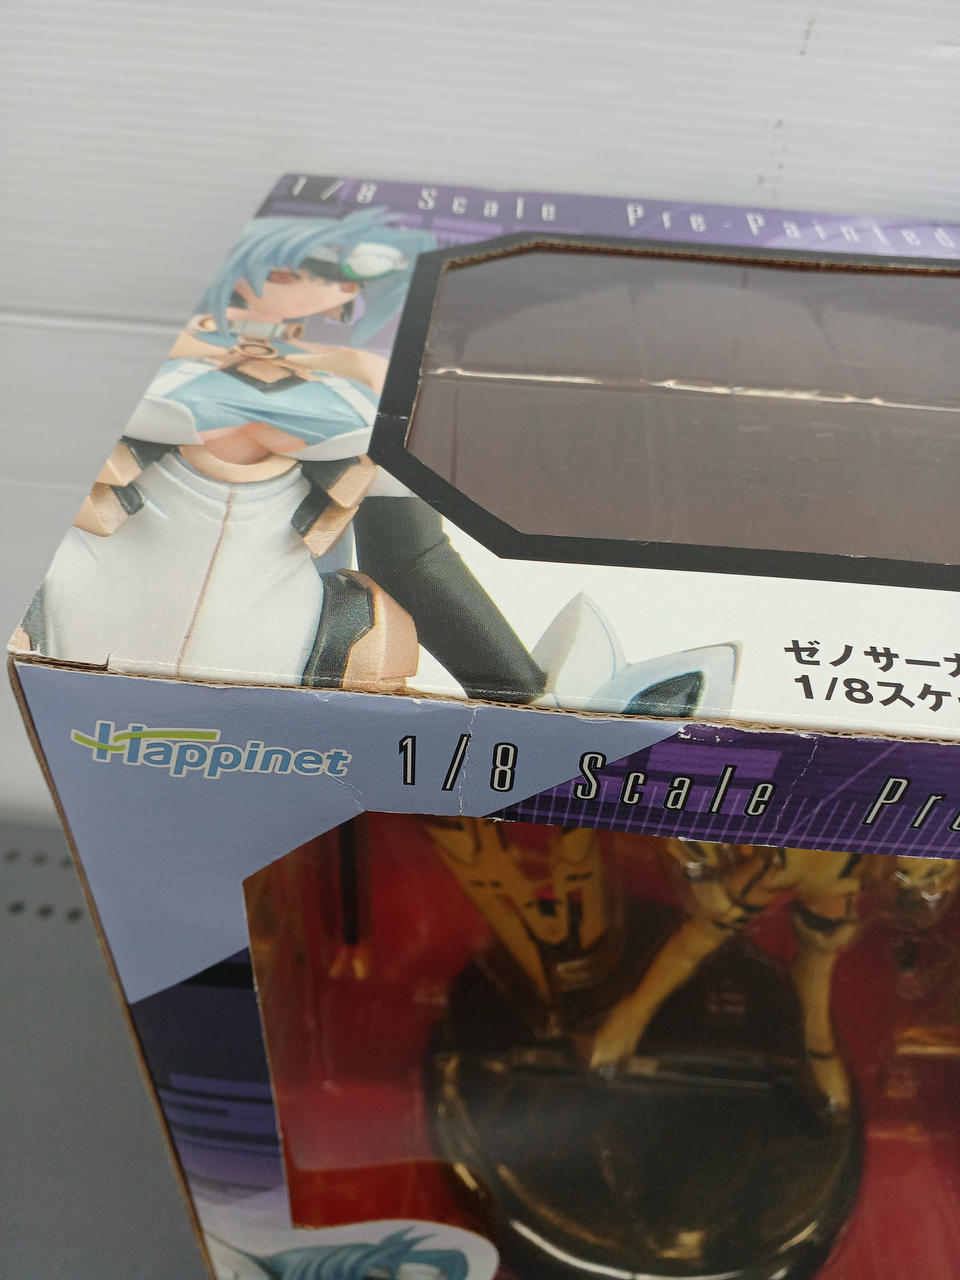 1/8 Scale Pre-Painted
ゼノサーガ
1/8スケ
Happinet
1/8 Scale Pr